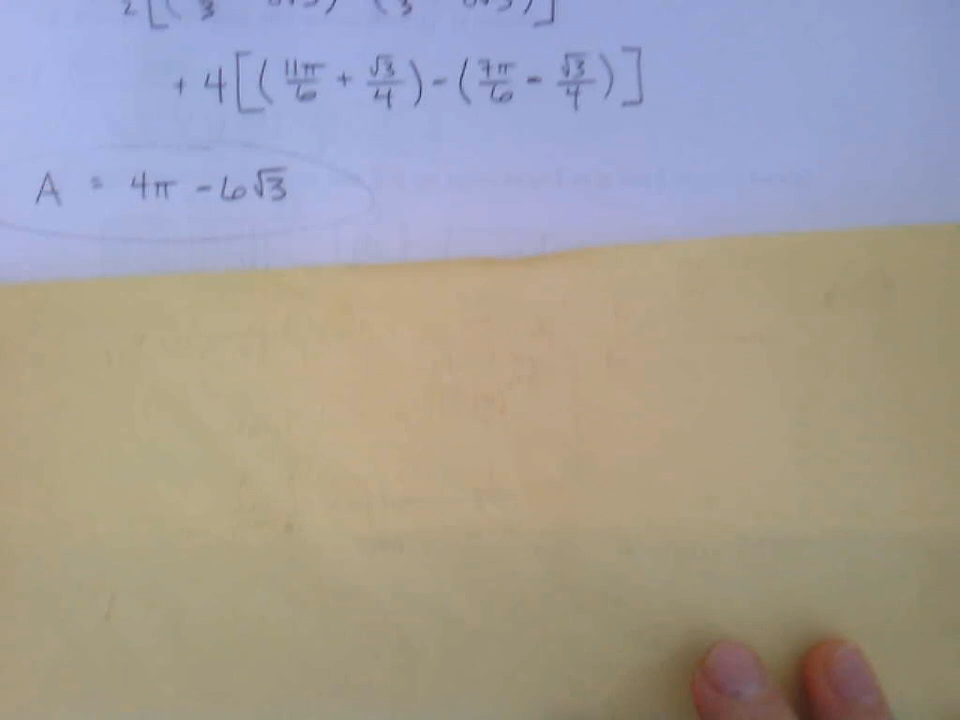 + 4[(11π/6 + √3/4) - (7π/6 - √3/4)]
A = 4π - 6√3